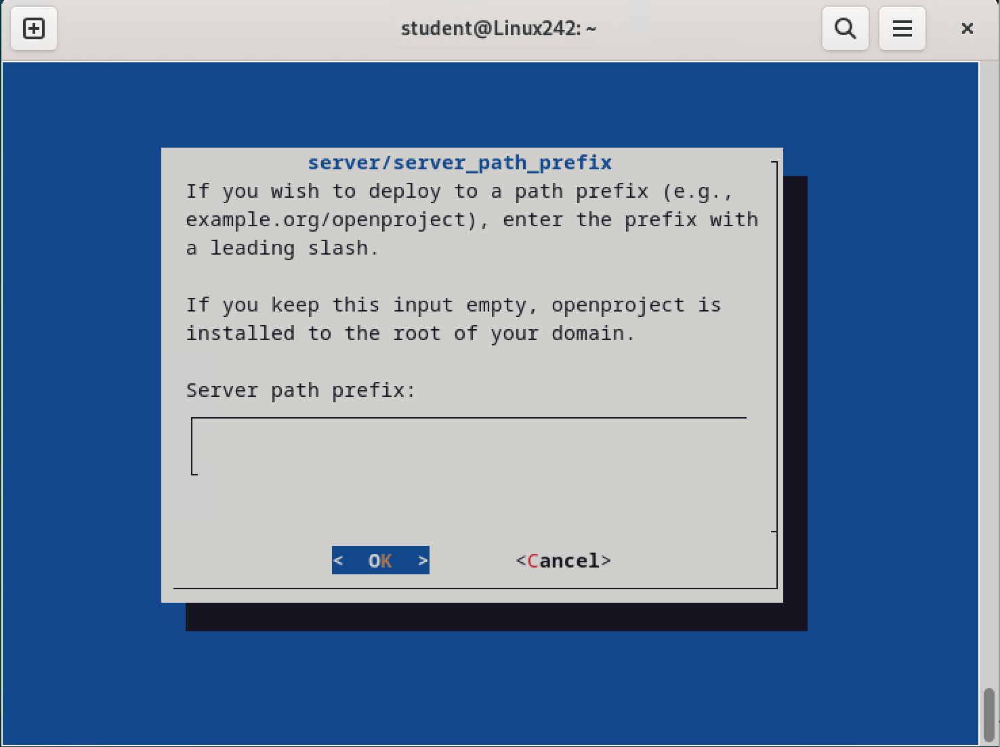 student@Linux242: ~
server/server_path_prefix
If you wish to deploy to a path prefix (e.g.,
example.org/openproject), enter the prefix with
a leading slash.
If you keep this input empty, openproject is
installed to the root of your domain.
Server path prefix:
<  OK  > <Cancel>